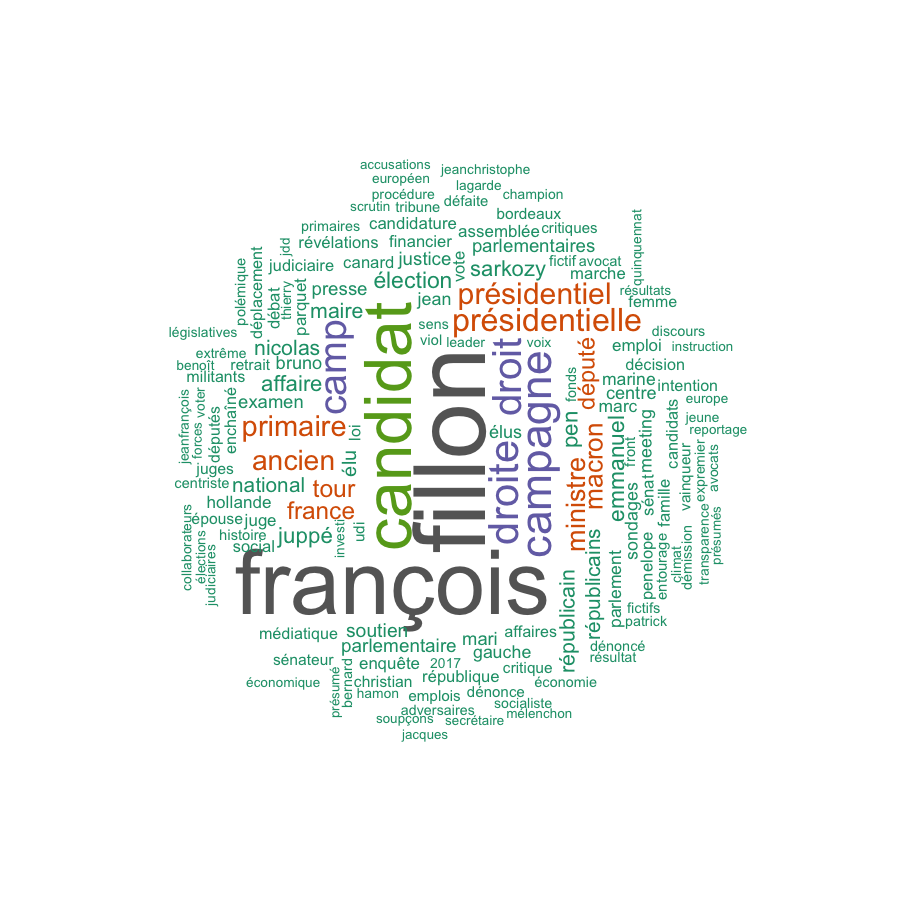 accusations
jeanchristophe
européen
lagarde
procédure
champion
défaite
scrutin
tribune
bordeaux
primaires
candidature
assemblée
critiques
révélations
financier
parlementaires
quinquennat
jdd
judiciaire
canard
justice
vote
sarkozy
fictif
avocat
marche
polémique
déplacement
débat
thierry
parquet
presse
élection
jean
présidentiel
résultats
femme
maire
présidentielle
législatives
sens
viol
leader
voix
discours
instruction
emploi
extrême
nicolas
camp
candidat
fillon
droit
droite
campagne
député
benoît
retrait
bruno
militants
affaire
fonds
marine
décision
centre
intention
marc
europe
jeanfrançois
forces
voter
députés
enchaîné
examen
primaire
loi
élus
pen
macron
emmanuel
front
meeting
candidats
jeune
reportage
juges
ancien
élu
ministre
sondages
sénat
famille
vainqueur
expremier
avocats
centriste
national
tour
hollande
france
épouse
juge
histoire
social
juppé
investi
udi
collaborateurs
élections
judiciaires
françois
républicain
républicains
parlement
penelope
entourage
climat
démission
transparence
présumés
fictifs
patrick
médiatique
soutien
parlementaire
mari
affaires
gauche
dénoncé
résultat
sénateur
enquête
2017
république
critique
économique
présumé
bernard
christian
hamon
emplois
dénonce
économie
adversaires
socialiste
soupçons
secrétaire
mélenchon
jacques